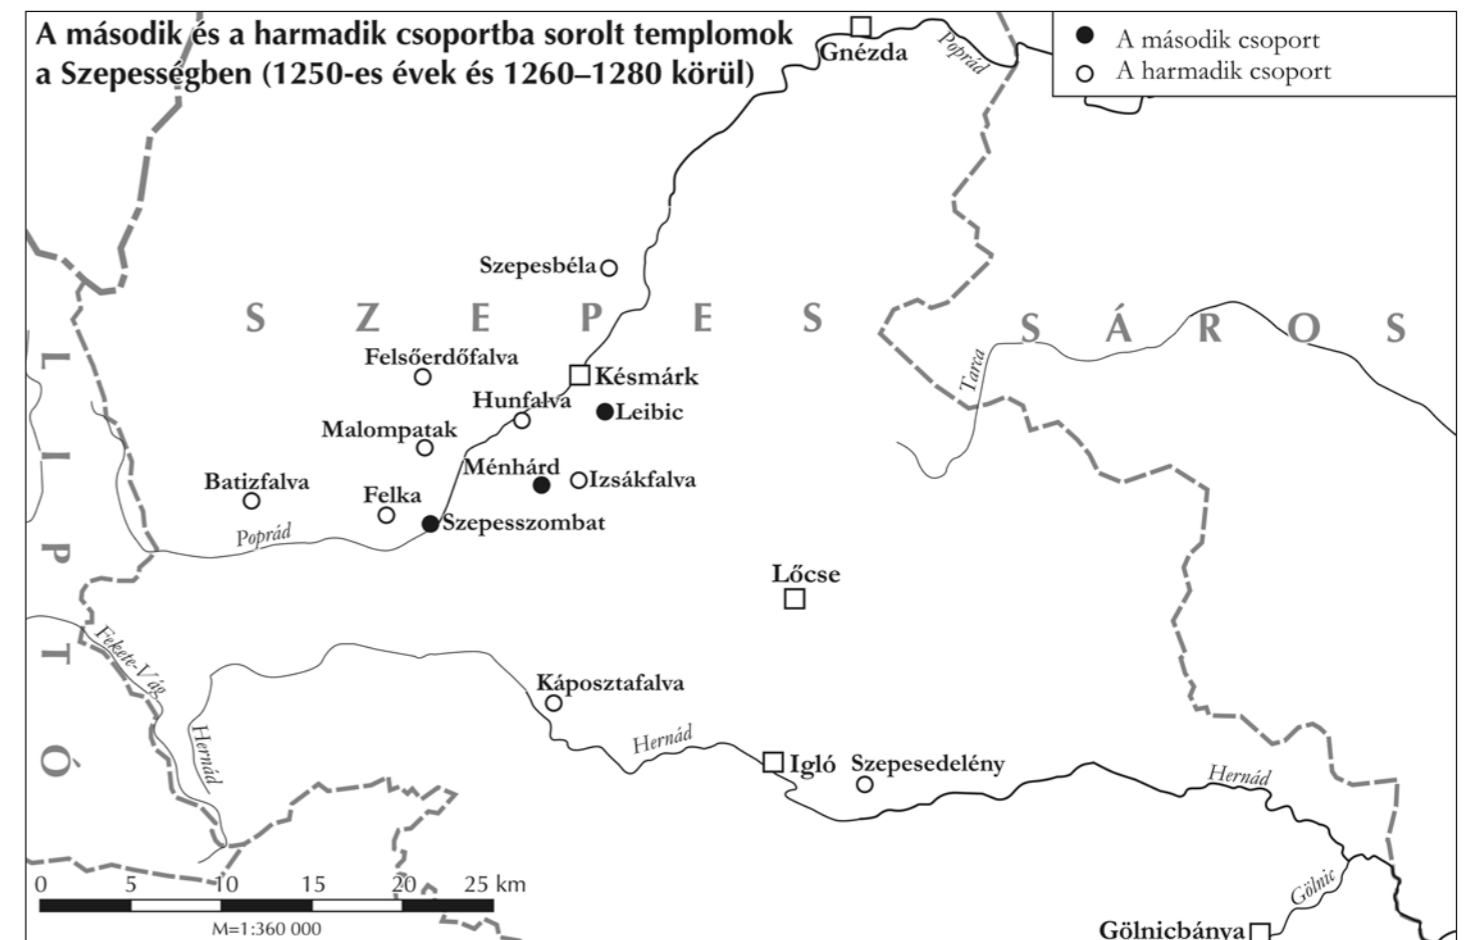 A második és a harmadik csoportba sorolt templomok
a Szepességben (1250-es évek és 1260–1280 körül)
A második csoport
A harmadik csoport
Gnézda
Poprád
Szepesbéla
S Z E P E S
S Á R O S
L I P T Ó
Felsőerdőfalva
Késmárk
Tarca
Hunfalva
Leibic
Malompatak
Ménhárd
Izsákfalva
Batizfalva
Felka
Szepesszombat
Poprád
Lőcse
Fekete-Vág
Káposztafalva
Hernád
Hernád
Igló
Szepesedelény
Hernád
Gölnic
Gölnicbánya
0 5 10 15 20 25 km
M=1:360 000